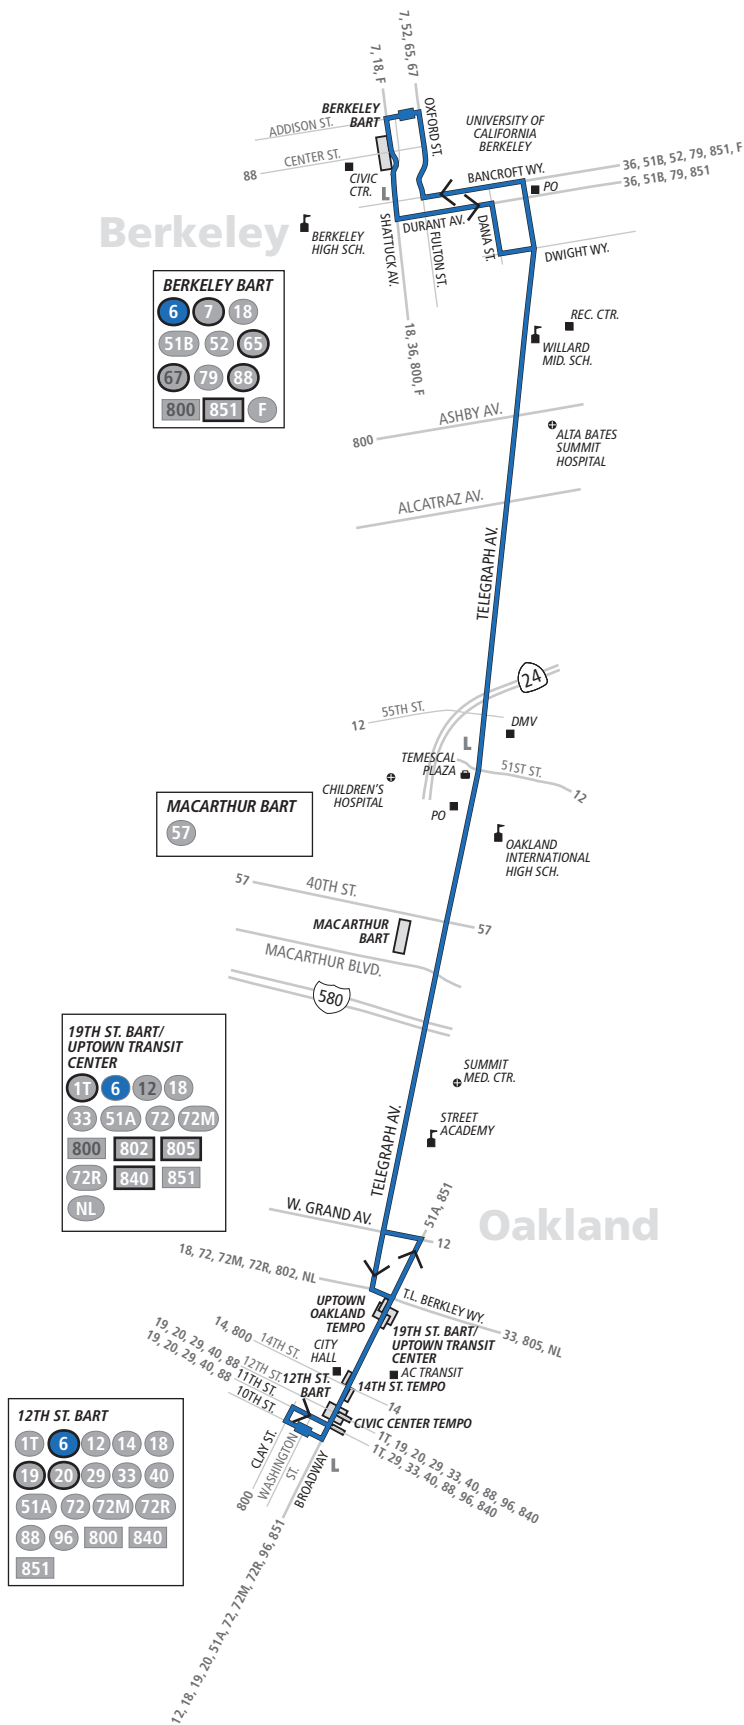 7, 52, 65, 67
7, 18, F
BERKELEY
BART
ADDISON ST.
OXFORD ST.
UNIVERSITY OF
CALIFORNIA
BERKELEY
CENTER ST.
88
CIVIC
CTR.
L
BANCROFT WY.
36, 51B, 52, 79, 851, F
36, 51B, 79, 851
PO
Berkeley
BERKELEY
HIGH SCH.
SHATTUCK AV.
DURANT AV.
FULTON ST.
DANA ST.
DWIGHT WY.
BERKELEY BART
6 7 18
51B 52 65
67 79 88
800 851 F
18, 36, 800, F
REC. CTR.
WILLARD
MID. SCH.
ASHBY AV.
800
ALTA BATES
SUMMIT
HOSPITAL
ALCATRAZ AV.
TELEGRAPH AV.
24
55TH ST.
12
DMV
L
TEMESCAL
PLAZA
51ST ST.
12
CHILDREN'S
HOSPITAL
PO
MACARTHUR BART
57
OAKLAND
INTERNATIONAL
HIGH SCH.
57
40TH ST.
57
MACARTHUR
BART
MACARTHUR BLVD.
580
19TH ST. BART/
UPTOWN TRANSIT
CENTER
1T 6 12 18
33 51A 72 72M
800 802 805
72R 840 851
NL
SUMMIT
MED. CTR.
STREET
ACADEMY
TELEGRAPH AV.
W. GRAND AV.
51A, 851
12
Oakland
18, 72, 72M, 72R, 802, NL
UPTOWN
OAKLAND
TEMPO
T.L. BERKLEY WY.
33, 805, NL
19TH ST. BART/
UPTOWN TRANSIT
CENTER
14, 800
14TH ST.
CITY
HALL
AC TRANSIT
14TH ST. TEMPO
14
19, 20, 29, 40, 88
12TH ST.
19, 20, 29, 40, 88
11TH ST.
10TH ST.
12TH ST.
BART
CIVIC CENTER TEMPO
1T, 19, 20, 29, 33, 40, 88, 96, 840
1T, 29, 33, 40, 88, 96, 840
CLAY ST.
WASHINGTON
ST.
BROADWAY
L
800
12TH ST. BART
1T 6 12 14 18
19 20 29 33 40
51A 72 72M 72R
88 96 800 840
851
12, 18, 19, 20, 51A, 72, 72M, 72R, 96, 851